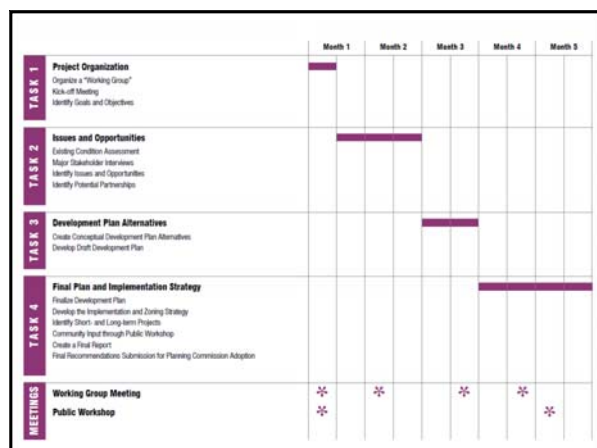 Month 1 Month 2 Month 3 Month 4 Month 5
TASK 1
Project Organization
Organize a "Working Group"
Kick-off Meeting
Identify Goals and Objectives
TASK 2
Issues and Opportunities
Existing Condition Assessment
Major Stakeholder Interviews
Identify Issues and Opportunities
Identify Potential Partnerships
TASK 3
Development Plan Alternatives
Create Conceptual Development Plan Alternatives
Develop Draft Development Plan
TASK 4
Final Plan and Implementation Strategy
Finalize Development Plan
Develop the Implementation and Zoning Strategy
Identify Short- and Long-term Projects
Community Input through Public Workshop
Create a Final Report
Final Recommendations Submission for Planning Commission Adoption
MEETINGS
Working Group Meeting * * * *
Public Workshop * *